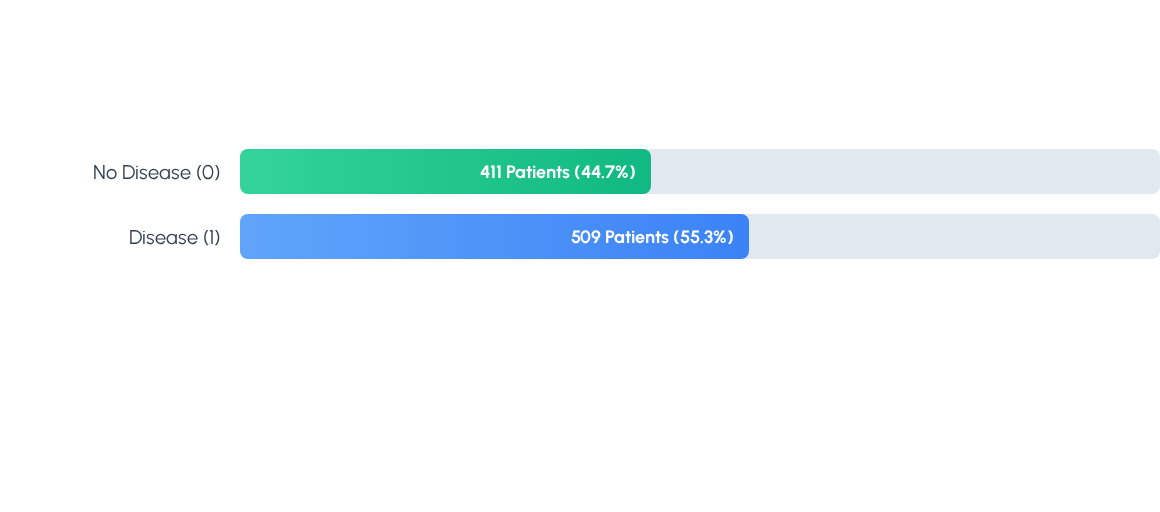 No Disease (0) 411 Patients (44.7%)
Disease (1) 509 Patients (55.3%)